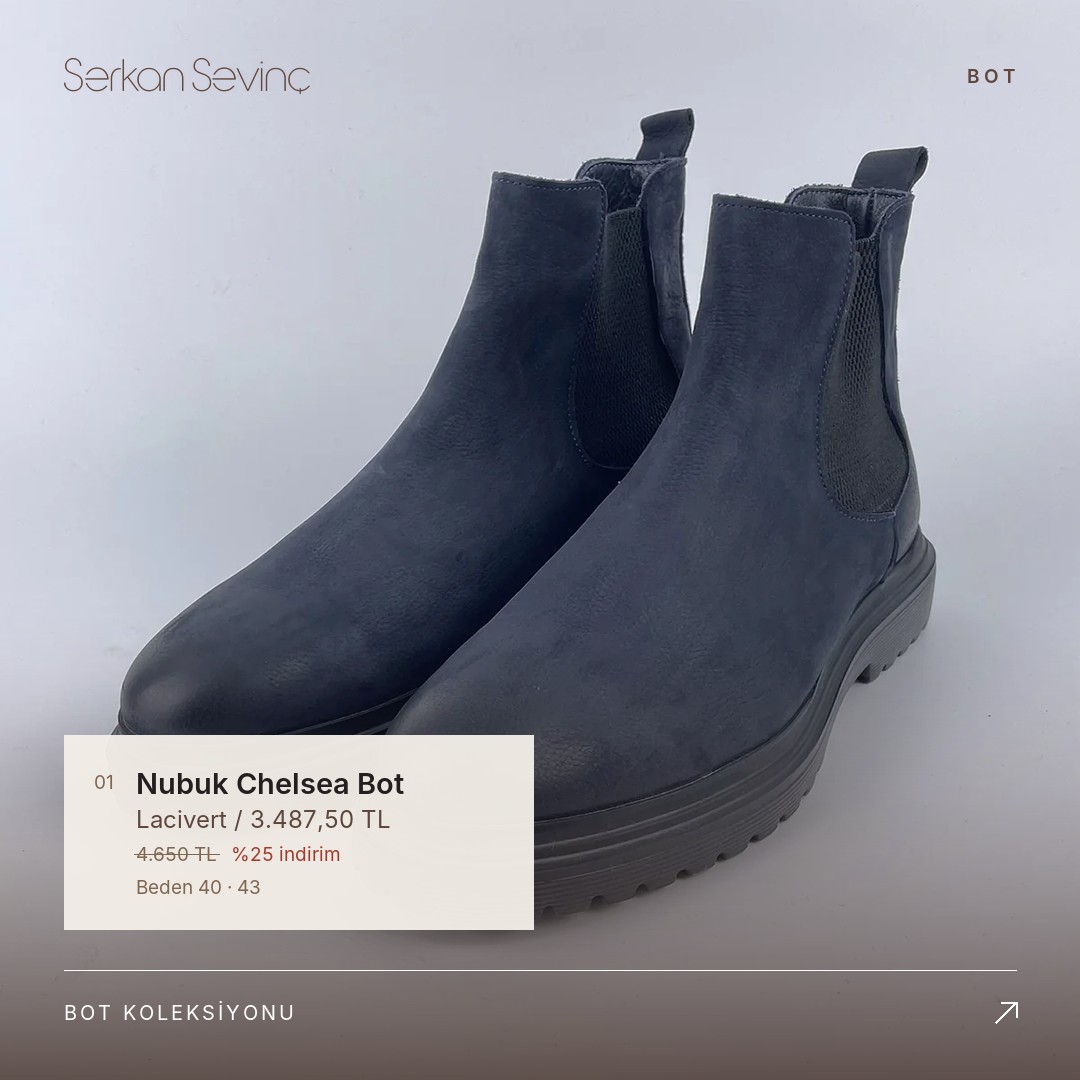 Serkan Sevinç
BOT
01 Nubuk Chelsea Bot
Lacivert / 3.487,50 TL
4.650 TL %25 indirim
Beden 40 · 43
BOT KOLEKSİYONU